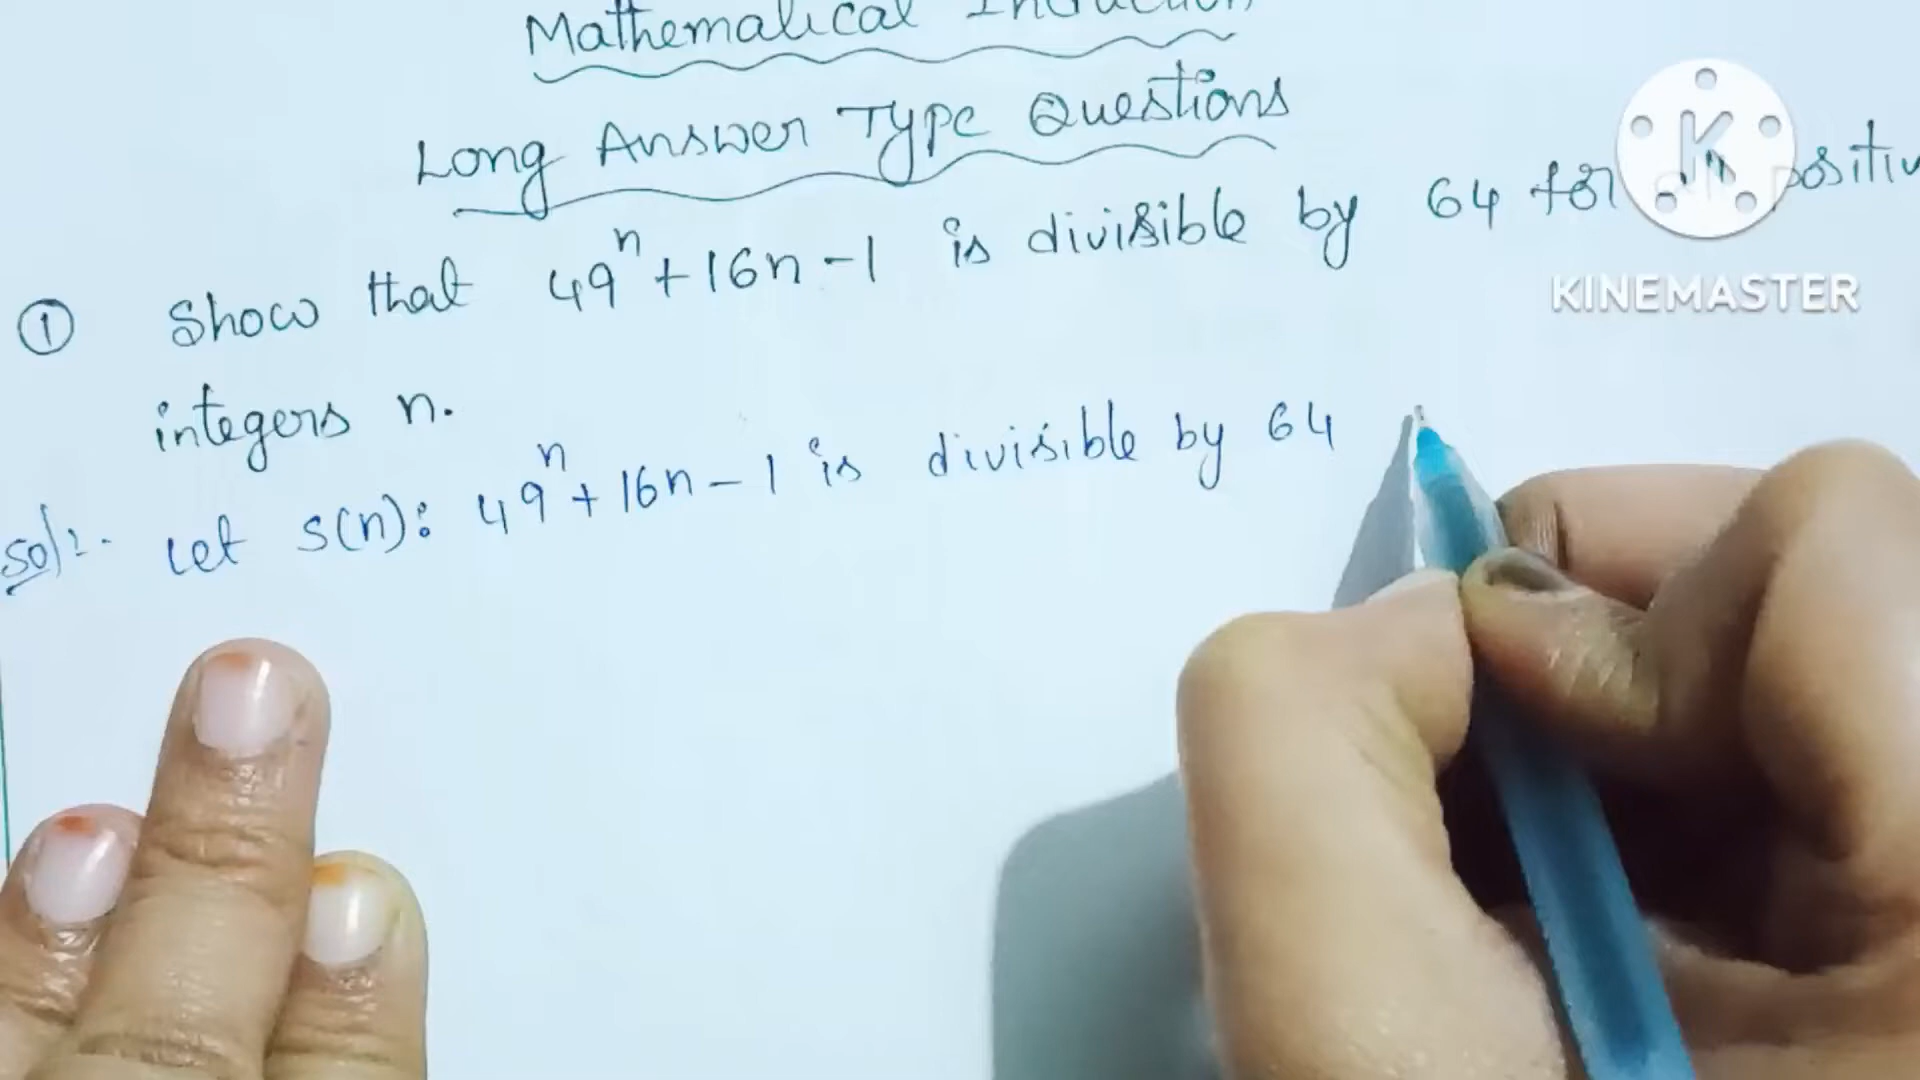 Mathematical Induction
Long Answer Type Questions
① Show that 49ⁿ+16n-1 is divisible by 64 for
integers n.
Sol:- Let S(n): 49ⁿ+16n-1 is divisible by 64
K
KINEMASTER